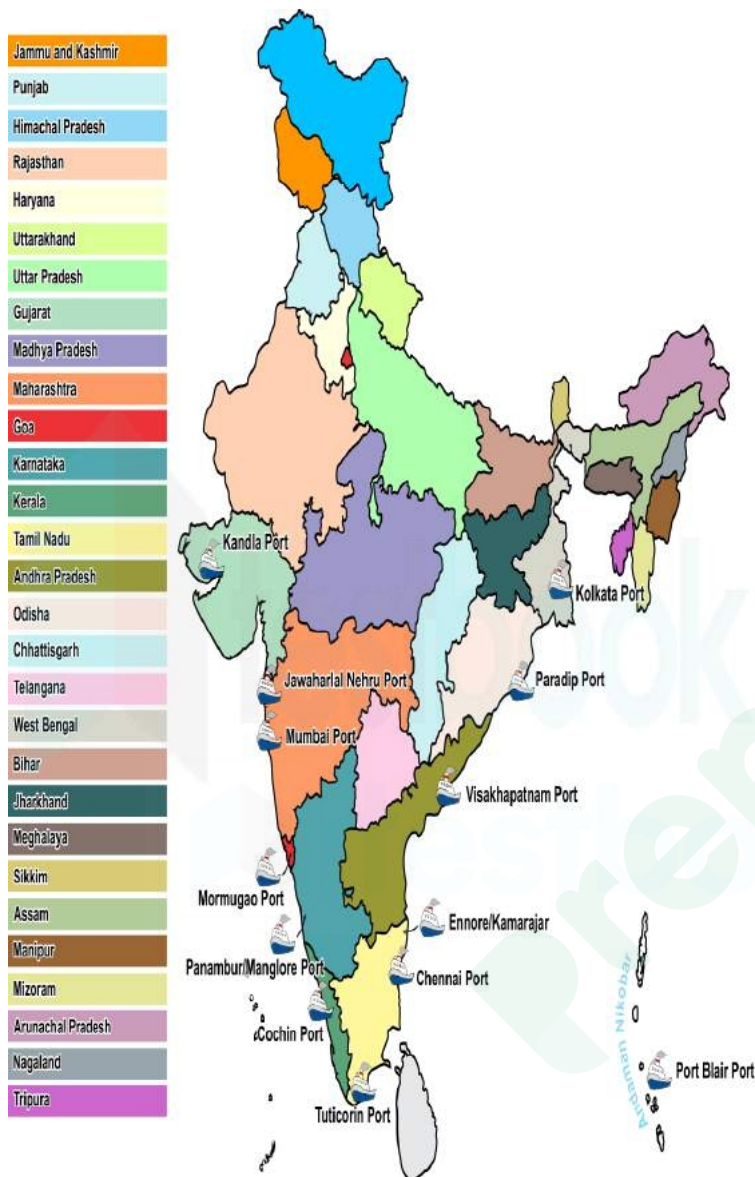 Jammu and Kashmir
Punjab
Himachal Pradesh
Rajasthan
Haryana
Uttarakhand
Uttar Pradesh
Gujarat
Madhya Pradesh
Maharashtra
Goa
Karnataka
Kerala
Tamil Nadu
Andhra Pradesh
Odisha
Chhattisgarh
Telangana
West Bengal
Bihar
Jharkhand
Meghalaya
Sikkim
Assam
Manipur
Mizoram
Arunachal Pradesh
Nagaland
Tripura
Kandla Port
Kolkata Port
Jawaharlal Nehru Port
Paradip Port
Mumbai Port
Visakhapatnam Port
Mormugao Port
Ennore/Kamarajar
Panambur/Manglore Port
Chennai Port
Cochin Port
Tuticorin Port
Andaman Nikobar
Port Blair Port